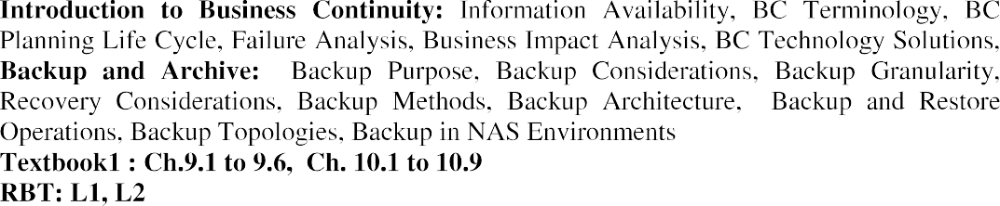 Introduction to Business Continuity: Information Availability, BC Terminology, BC
Planning Life Cycle, Failure Analysis, Business Impact Analysis, BC Technology Solutions,
Backup and Archive: Backup Purpose, Backup Considerations, Backup Granularity,
Recovery Considerations, Backup Methods, Backup Architecture, Backup and Restore
Operations, Backup Topologies, Backup in NAS Environments
Textbook1 : Ch.9.1 to 9.6, Ch. 10.1 to 10.9
RBT: L1, L2